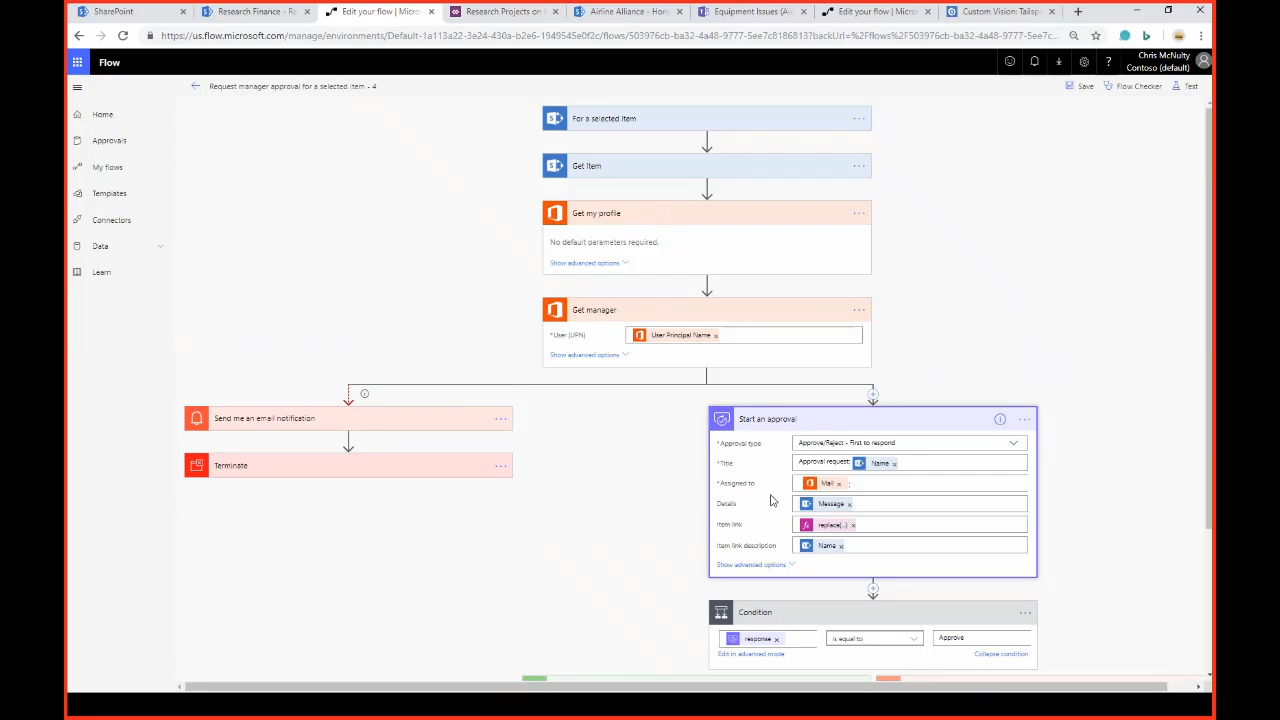 SharePoint
Research Finance - Re
Edit your flow | Micros
Research Projects on P
Airline Alliance - Hom
Equipment Issues (Ai
Edit your flow | Micros
Custom Vision: Tailspi
https://us.flow.microsoft.com/manage/environments/Default-1a113a22-3e24-430a-b2e6-1949545e0f2c/flows/503976cb-ba32-4a48-9777-5ee7c8186813?backUrl=%2Fflows%2F503976cb-ba32-4a48-9777-5ee7c...
Flow
Chris McNulty
Contoso (default)
Request manager approval for a selected item - 4
Save
Flow Checker
Test
Home
Approvals
My flows
Templates
Connectors
Data
Learn
For a selected item
Get item
Get my profile
No default parameters required.
Show advanced options
Get manager
*User (UPN)
User Principal Name x
Show advanced options
Send me an email notification
Terminate
Start an approval
*Approval type
Approve/Reject - First to respond
*Title
Approval request: Name x
*Assigned to
Mail x ;
Details
Message x
Item link
fx replace(...) x
Item link description
Name x
Show advanced options
Condition
response x
is equal to
Approve
Edit in advanced mode
Collapse condition